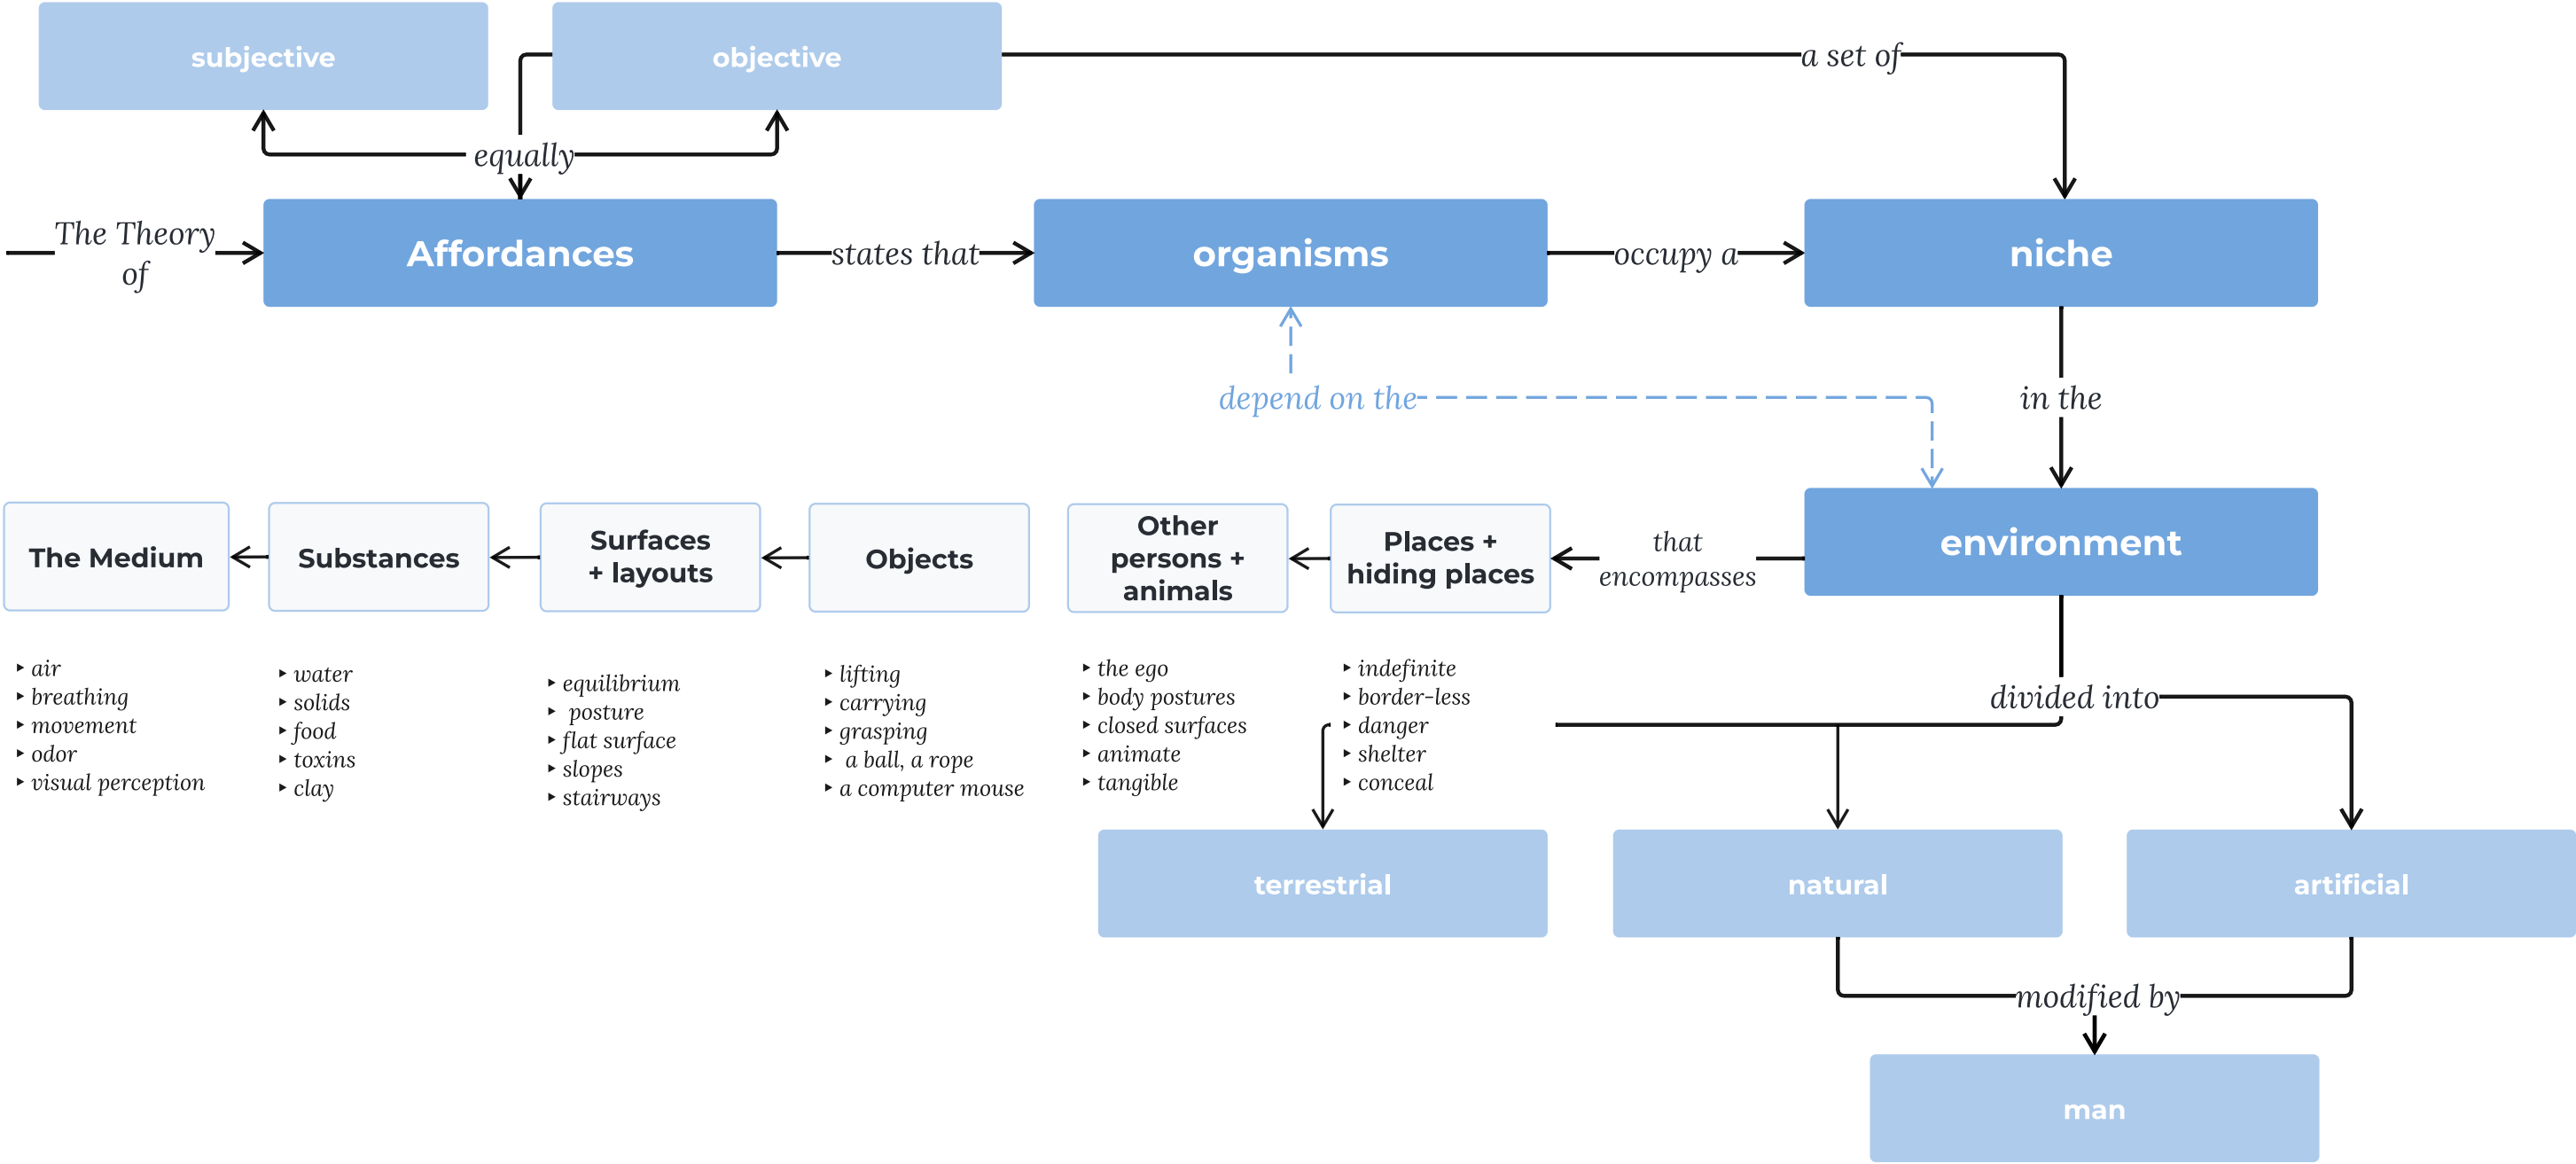 subjective
objective
a set of
equally
The Theory
of
Affordances
states that
organisms
occupy a
niche
depend on the
in the
The Medium
Substances
Surfaces
+ layouts
Objects
Other
persons +
animals
Places +
hiding places
that
encompasses
environment
‣ air
‣ breathing
‣ movement
‣ odor
‣ visual perception
‣ water
‣ solids
‣ food
‣ toxins
‣ clay
‣ equilibrium
‣ posture
‣ flat surface
‣ slopes
‣ stairways
‣ lifting
‣ carrying
‣ grasping
‣ a ball, a rope
‣ a computer mouse
‣ the ego
‣ body postures
‣ closed surfaces
‣ animate
‣ tangible
‣ indefinite
‣ border-less
‣ danger
‣ shelter
‣ conceal
divided into
terrestrial
natural
artificial
modified by
man